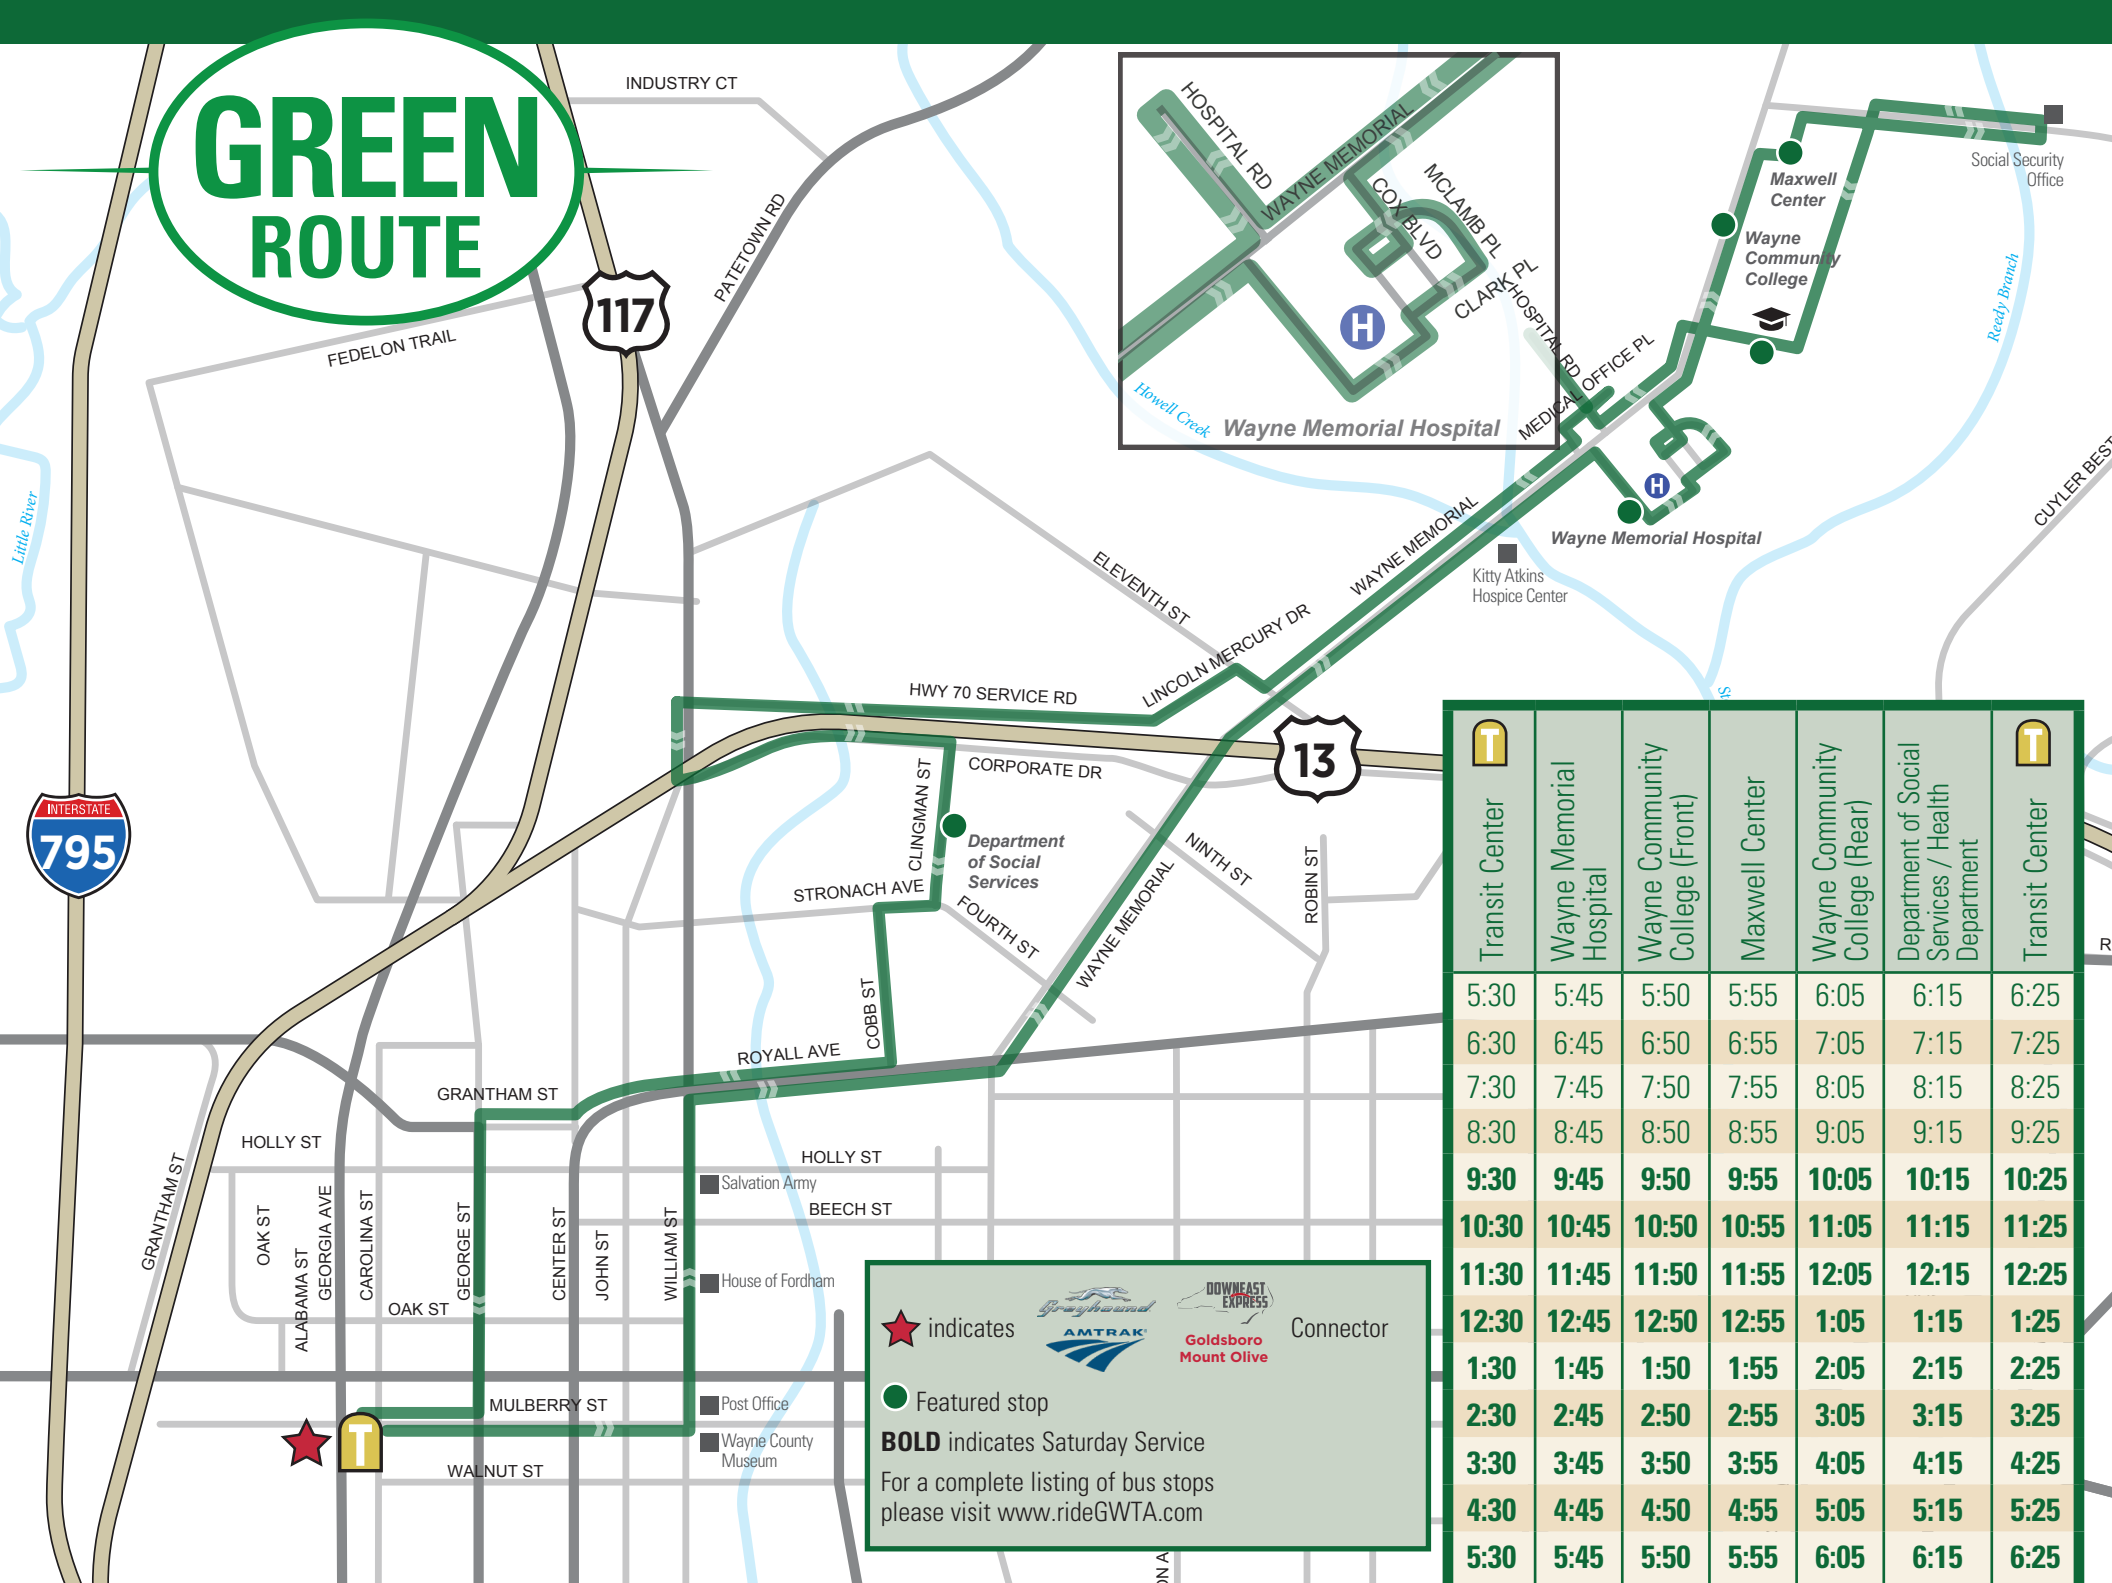 GREEN
ROUTE
INDUSTRY CT
PATETOWN RD
117
FEDELON TRAIL
Little River
HOSPITAL RD
WAYNE MEMORIAL
MCLAMB PL
COX BLVD
CLARK PL
H
Howell Creek
Wayne Memorial Hospital
HOSPITAL RD
MEDICAL OFFICE PL
Social Security
Office
Maxwell
Center
Wayne
Community
College
Reedy Branch
CUYLER BEST
H
Wayne Memorial Hospital
Kitty Atkins
Hospice Center
WAYNE MEMORIAL
ELEVENTH ST
LINCOLN MERCURY DR
HWY 70 SERVICE RD
St
13
CORPORATE DR
CLINGMAN ST
Department
of Social
Services
STRONACH AVE
FOURTH ST
NINTH ST
ROBIN ST
WAYNE MEMORIAL
COBB ST
ROYALL AVE
INTERSTATE
795
GRANTHAM ST
HOLLY ST
HOLLY ST
Salvation Army
BEECH ST
GRANTHAM ST
OAK ST
ALABAMA ST
GEORGIA AVE
CAROLINA ST
GEORGE ST
CENTER ST
JOHN ST
WILLIAM ST
House of Fordham
OAK ST
MULBERRY ST
Post Office
Wayne County
Museum
WALNUT ST
T
R
ON A
indicates
Greyhound
AMTRAK
DOWNEAST
EXPRESS
Goldsboro
Mount Olive
Connector
Featured stop
BOLD indicates Saturday Service
For a complete listing of bus stops
please visit www.rideGWTA.com
T T
Transit Center
Wayne Memorial
Hospital
Wayne Community
College (Front)
Maxwell Center
Wayne Community
College (Rear)
Department of Social
Services / Health
Department
Transit Center
5:30 5:45 5:50 5:55 6:05 6:15 6:25
6:30 6:45 6:50 6:55 7:05 7:15 7:25
7:30 7:45 7:50 7:55 8:05 8:15 8:25
8:30 8:45 8:50 8:55 9:05 9:15 9:25
9:30 9:45 9:50 9:55 10:05 10:15 10:25
10:30 10:45 10:50 10:55 11:05 11:15 11:25
11:30 11:45 11:50 11:55 12:05 12:15 12:25
12:30 12:45 12:50 12:55 1:05 1:15 1:25
1:30 1:45 1:50 1:55 2:05 2:15 2:25
2:30 2:45 2:50 2:55 3:05 3:15 3:25
3:30 3:45 3:50 3:55 4:05 4:15 4:25
4:30 4:45 4:50 4:55 5:05 5:15 5:25
5:30 5:45 5:50 5:55 6:05 6:15 6:25